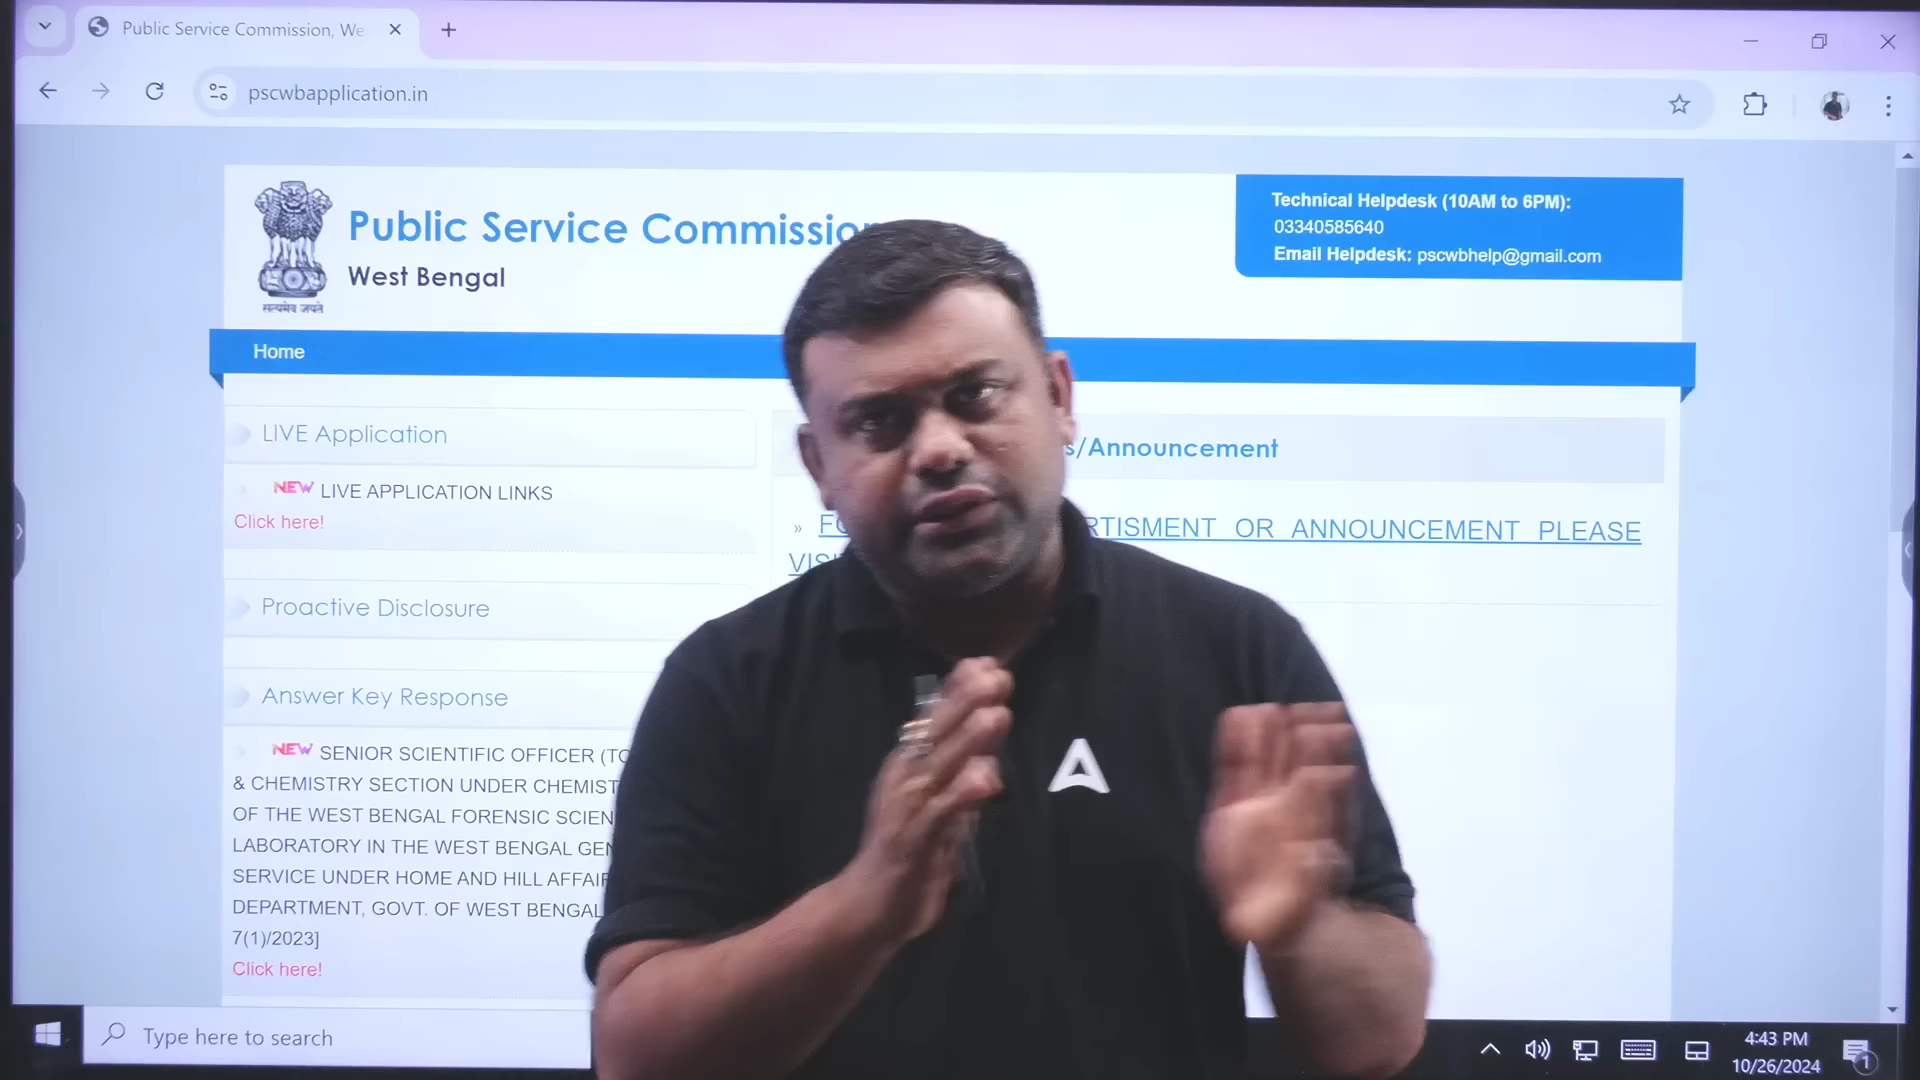 Public Service Commission, We
pscwbapplication.in
Technical Helpdesk (10AM to 6PM):
03340585640
Email Helpdesk: pscwbhelp@gmail.com
Public Service Commission
West Bengal
सत्यमेव जयते
Home
LIVE Application
NEW LIVE APPLICATION LINKS
Click here!
s/Announcement
» RTISMENT OR ANNOUNCEMENT PLEASE
Proactive Disclosure
Answer Key Response
NEW SENIOR SCIENTIFIC OFFICER
& CHEMISTRY SECTION UNDER CHEMIST
OF THE WEST BENGAL FORENSIC SCIEN
LABORATORY IN THE WEST BENGAL GEN
SERVICE UNDER HOME AND HILL AFFAIR
DEPARTMENT, GOVT. OF WEST BENGAL
7(1)/2023]
Click here!
A
Type here to search
4:43 PM
10/26/2024
1